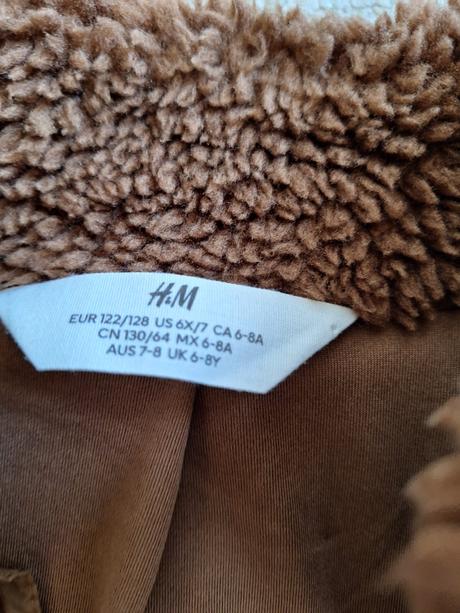 H&M
EUR 122/128 US 6X/7 CA 6-8A
CN 130/64 MX 6-8A
AUS 7-8 UK 6-8Y